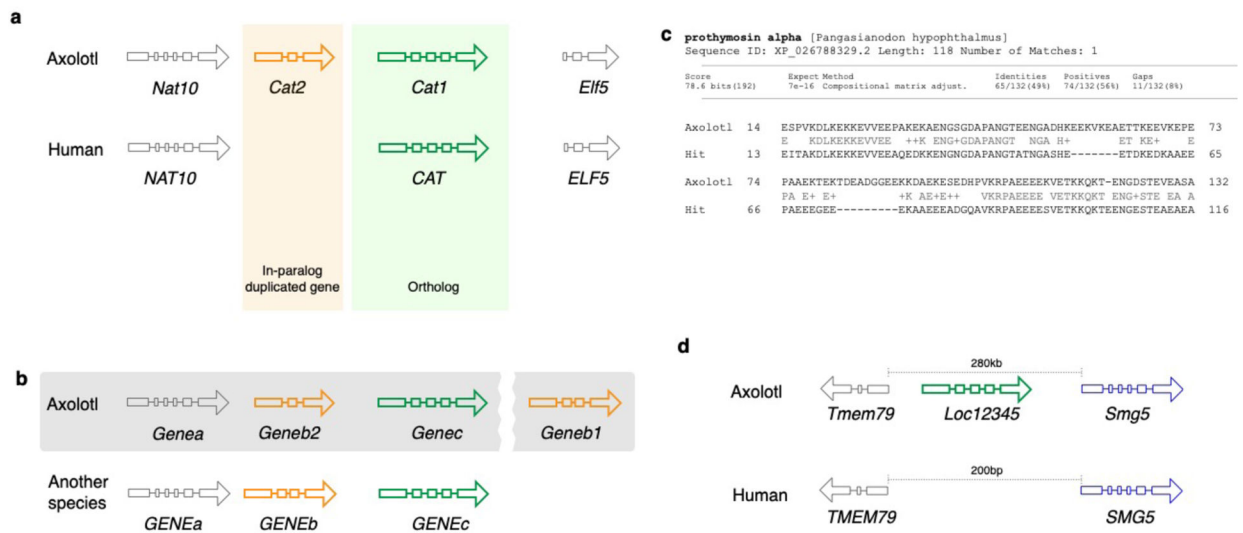 a
Axolotl
Nat10
Cat2
Cat1
Elf5
Human
NAT10
CAT
ELF5
In-paralog
duplicated gene
Ortholog
b
Axolotl
Genea
Geneb2
Genec
Geneb1
Another
species
GENEa
GENEb
GENEc
c
prothymosin alpha [Pangasianodon hypophthalmus]
Sequence ID: XP_026788329.2 Length: 118 Number of Matches: 1
Score Expect Method Identities Positives Gaps
78.6 bits(192) 7e-16 Compositional matrix adjust. 65/132(49%) 74/132(56%) 11/132(8%)
Axolotl 14 ESPVKDLKEKKEVVEEPAKEKAENGSGDAPANGTEENGADHKEEKVKEAETTKEEVKEPE 73
E KDLKEKKEVVEE ++K ENG+GDAPANGT NGA H+ ET KE+ E
Hit 13 EITAKDLKEKKEVVEEAQEDKKENGNGDAPANGTATNGASHE-------ETDKEDKAAEE 65
Axolotl 74 PAAEKTEKTDEADGGEEKKDAEKESEDHPVKRPAEEEEKVETKKQKT-ENGDSTEVEASA 132
PA E+ E+ +K AE+E++ VKRPAEEEE VETKKQKT ENG+STE EA A
Hit 66 PAEEEGEE---------EKAAEEEADGQAVKRPAEEEESVETKKQKTEENGESTEAEAEA 116
d
280kb
Axolotl
Tmem79
Loc12345
Smg5
200bp
Human
TMEM79
SMG5